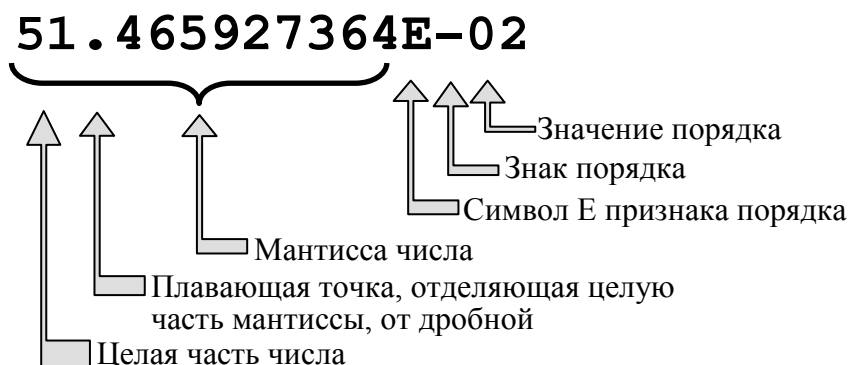 51.465927364E-02
Значение порядка
Знак порядка
Символ Е признака порядка
Мантисса числа
Плавающая точка, отделяющая целую
часть мантиссы, от дробной
Целая часть числа